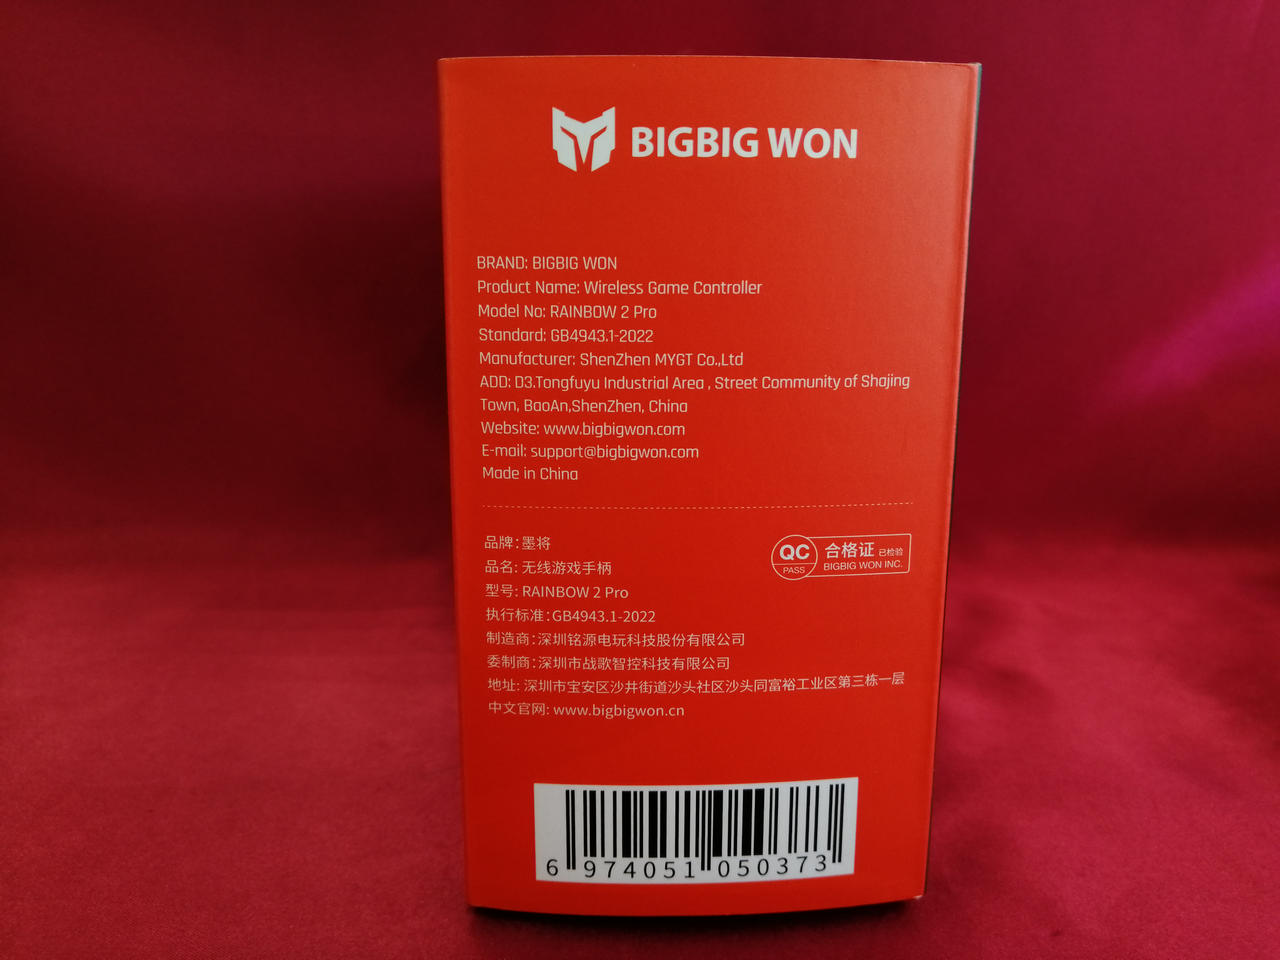 BIGBIG WON
BRAND: BIGBIG WON
Product Name: Wireless Game Controller
Model No: RAINBOW 2 Pro
Standard: GB4943.1-2022
Manufacturer: ShenZhen MYGT Co.,Ltd
ADD: D3.Tongfuyu Industrial Area , Street Community of Shajing
Town, BaoAn,ShenZhen, China
Website: www.bigbigwon.com
E-mail: support@bigbigwon.com
Made in China
品牌:墨将
品名: 无线游戏手柄
型号: RAINBOW 2 Pro
执行标准:GB4943.1-2022
制造商:深圳铭源电玩科技股份有限公司
委制商:深圳市战歌智控科技有限公司
地址: 深圳市宝安区沙井街道沙头社区沙头同富裕工业区第三栋一层
中文官网: www.bigbigwon.cn
QC PASS
合格证 已检验
BIGBIG WON INC.
6 974051 050373